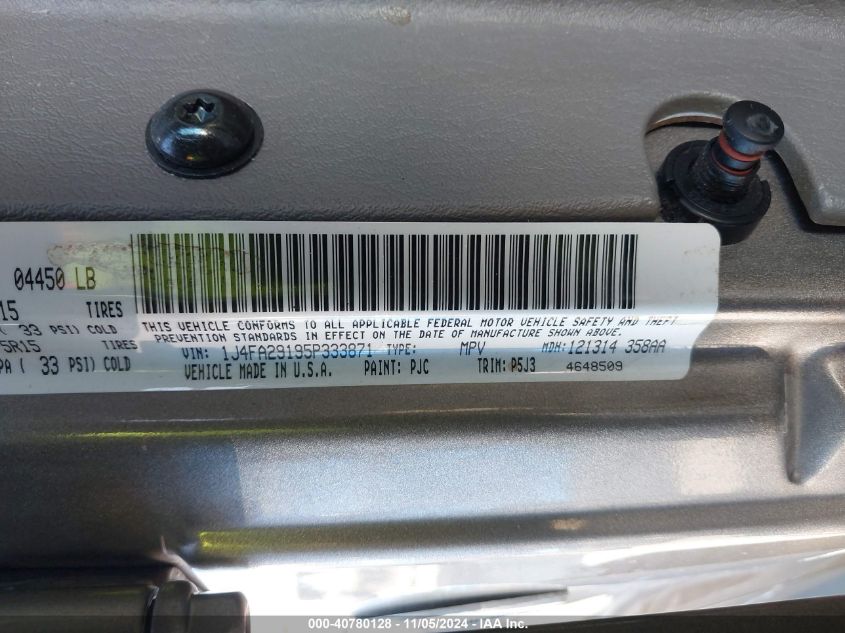 04450 LB
15 TIRES
( 33 PSI) COLD
5R15 TIRES
PA ( 33 PSI) COLD
THIS VEHICLE CONFORMS TO ALL APPLICABLE FEDERAL MOTOR VEHICLE SAFETY AND THEFT
PREVENTION STANDARDS IN EFFECT ON THE DATE OF MANUFACTURE SHOWN ABOVE.
VIN: 1J4FA29195P333871 TYPE: MPV MDH: 121314 358AA
VEHICLE MADE IN U.S.A. PAINT: PJC TRIM: P5J3 4648509
000-40780128 - 11/05/2024 - IAA Inc.